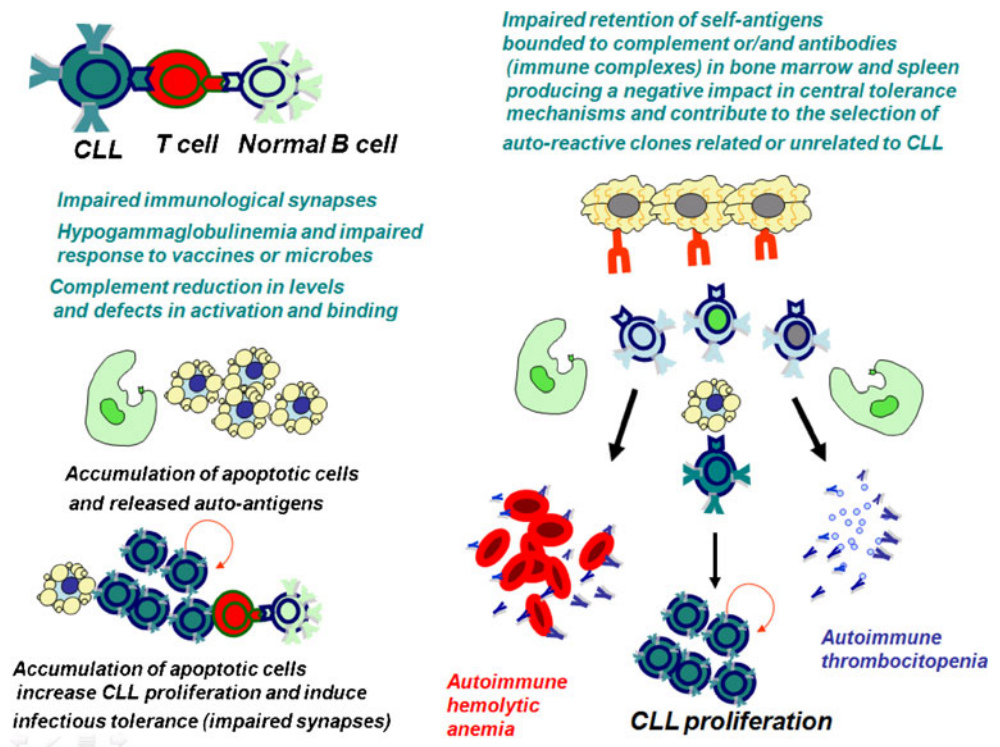 CLL
T cell
Normal B cell
Impaired immunological synapses
Hypogammaglobulinemia and impaired
response to vaccines or microbes
Complement reduction in levels
and defects in activation and binding
Accumulation of apoptotic cells
and released auto-antigens
Accumulation of apoptotic cells
increase CLL proliferation and induce
infectious tolerance (impaired synapses)
Impaired retention of self-antigens
bounded to complement or/and antibodies
(immune complexes) in bone marrow and spleen
producing a negative impact in central tolerance
mechanisms and contribute to the selection of
auto-reactive clones related or unrelated to CLL
Autoimmune
hemolytic
anemia
CLL proliferation
Autoimmune
thrombocitopenia